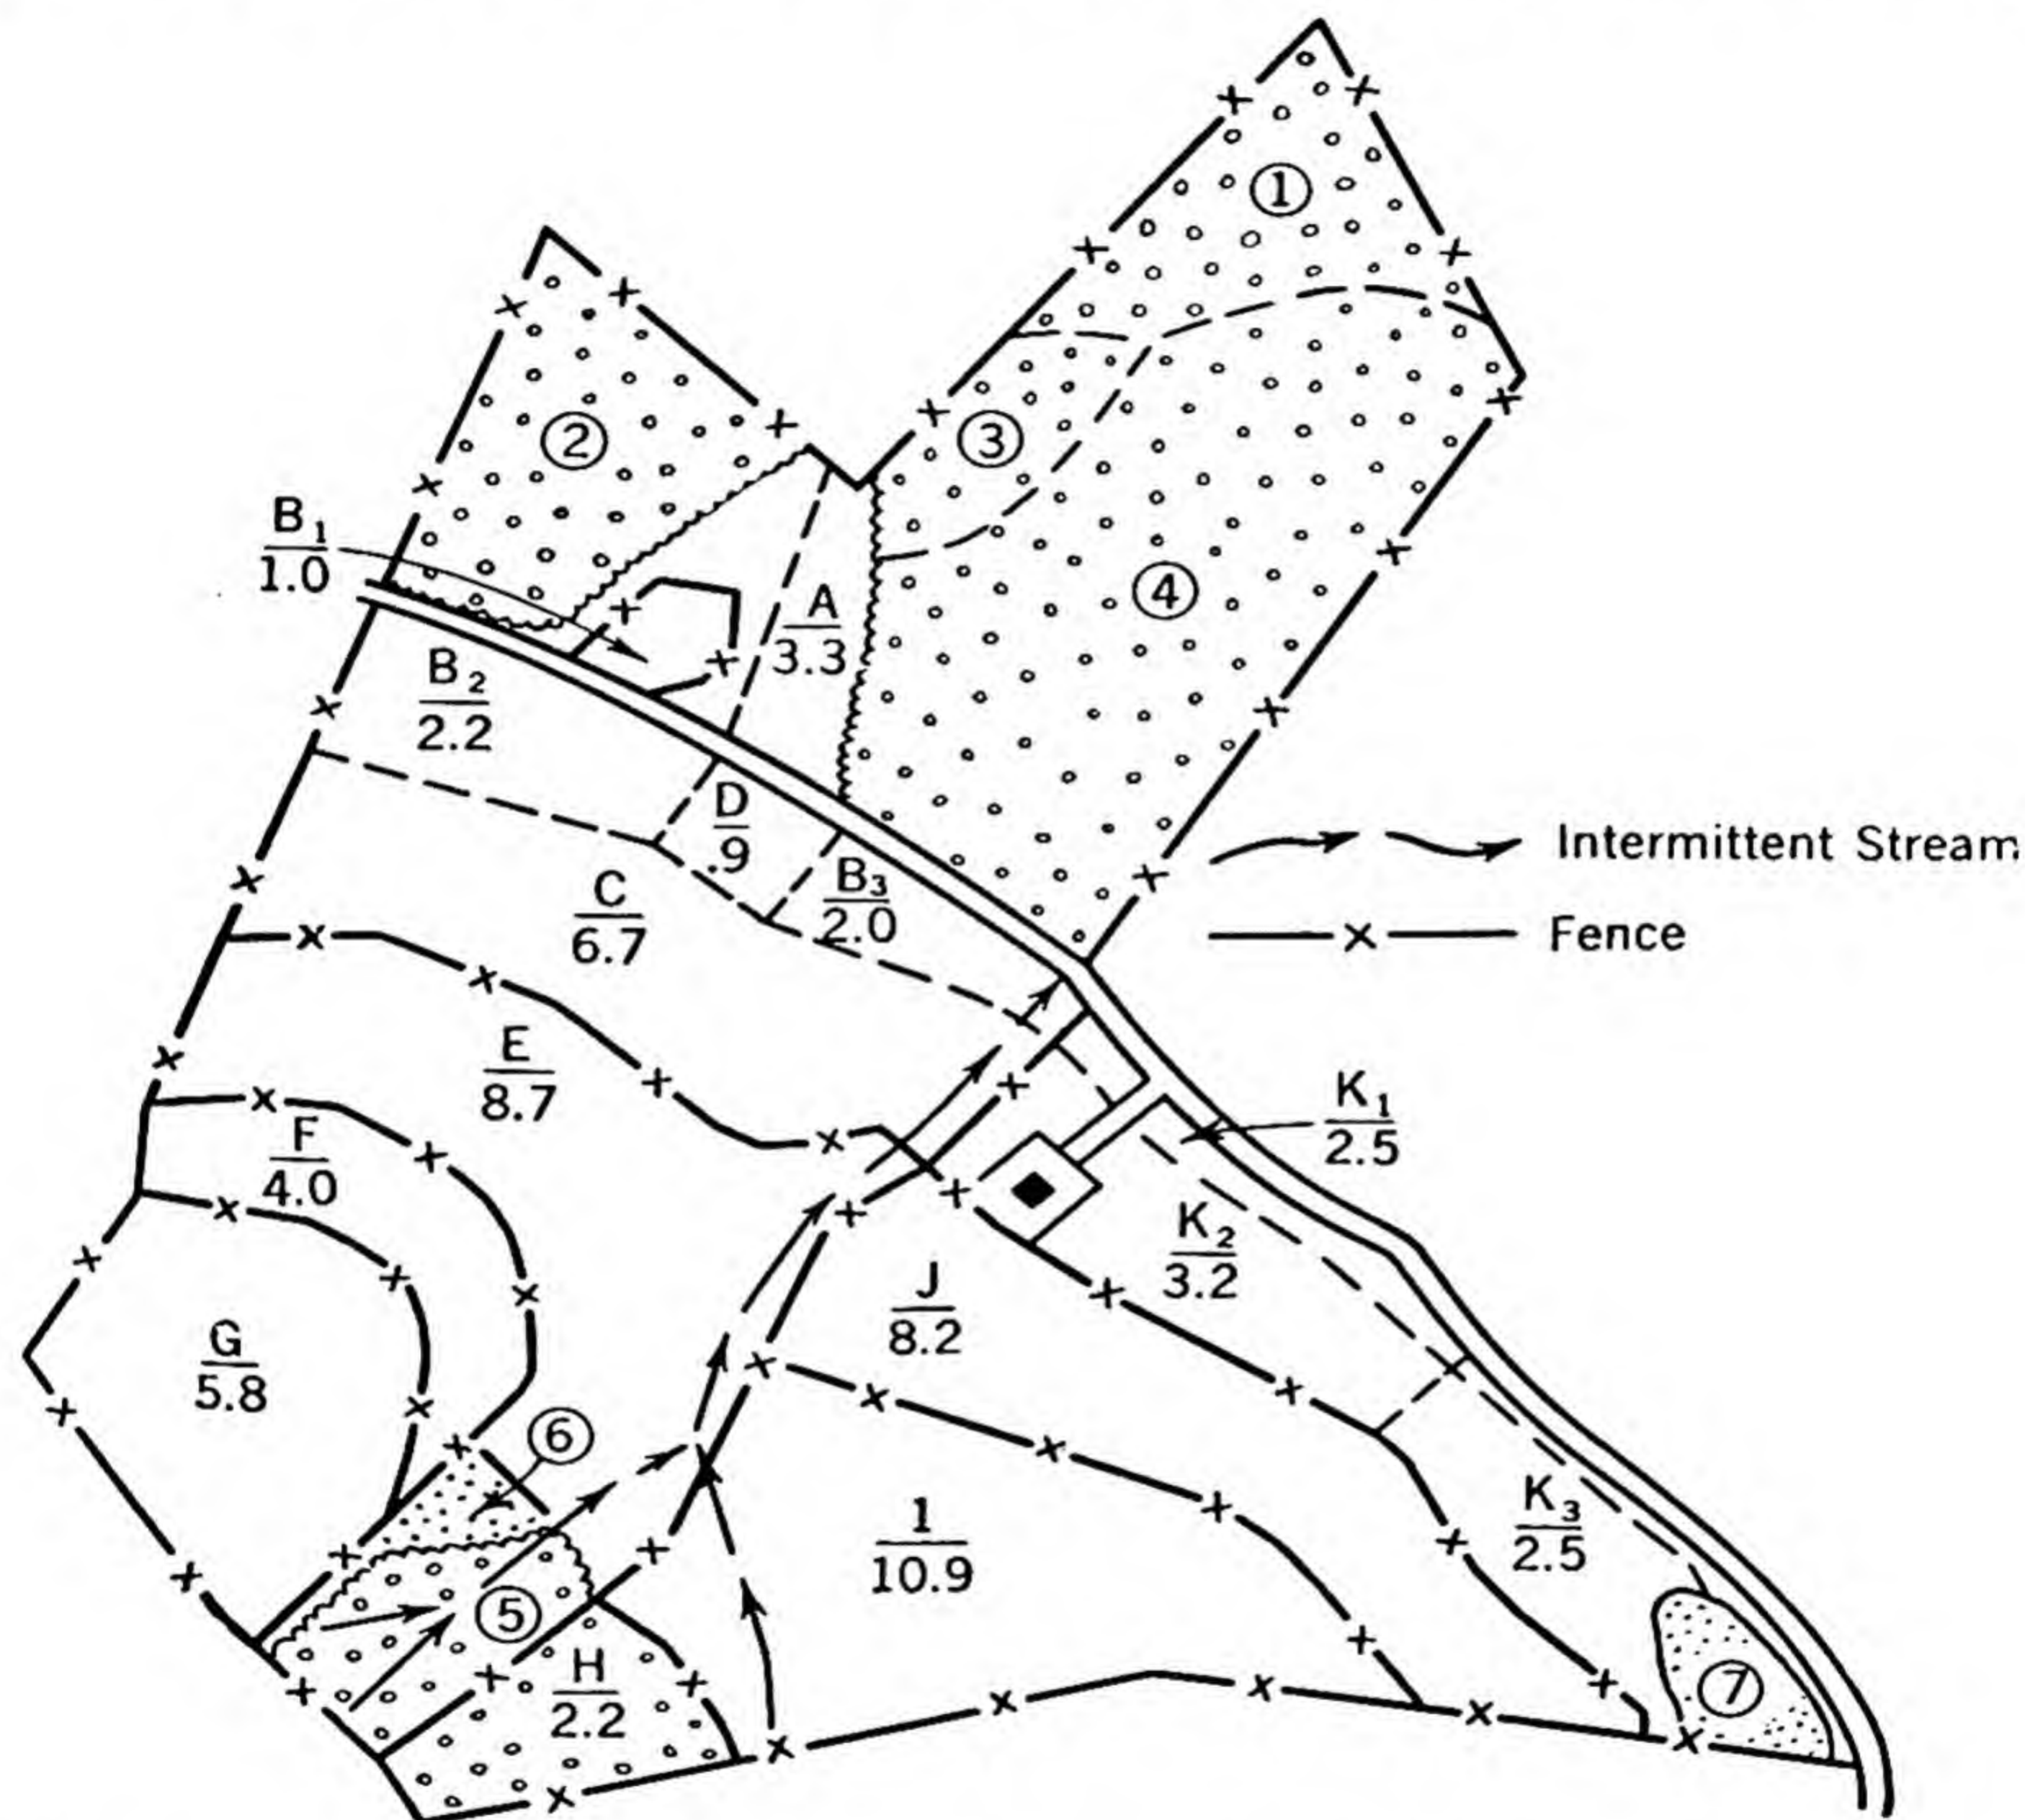 ①
②
③
B₁
1.0
④
A
3.3
B₂
2.2
D
.9
Intermittent Stream
B₃
2.0
C
6.7
Fence
E
8.7
K₁
2.5
F
4.0
K₂
3.2
J
8.2
G
5.8
⑥
K₃
2.5
1
10.9
⑤
H
2.2
⑦